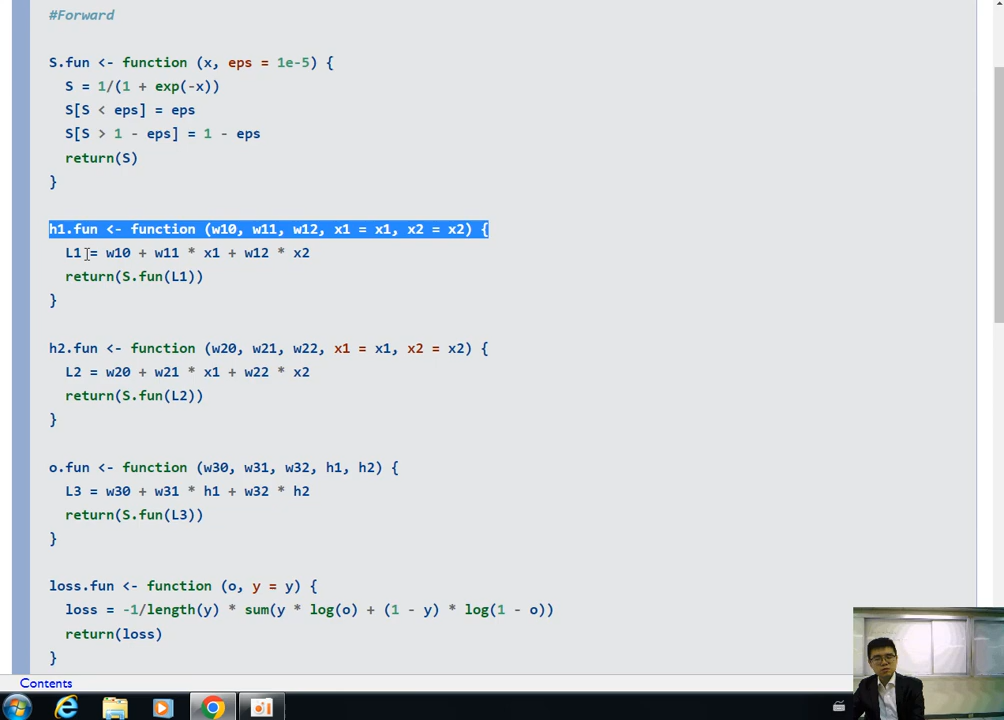 #Forward
S.fun <- function (x, eps = 1e-5) {
S = 1/(1 + exp(-x))
S[S < eps] = eps
S[S > 1 - eps] = 1 - eps
return(S)
}
h1.fun <- function (w10, w11, w12, x1 = x1, x2 = x2) {
L1 = w10 + w11 * x1 + w12 * x2
return(S.fun(L1))
}
h2.fun <- function (w20, w21, w22, x1 = x1, x2 = x2) {
L2 = w20 + w21 * x1 + w22 * x2
return(S.fun(L2))
}
o.fun <- function (w30, w31, w32, h1, h2) {
L3 = w30 + w31 * h1 + w32 * h2
return(S.fun(L3))
}
loss.fun <- function (o, y = y) {
loss = -1/length(y) * sum(y * log(o) + (1 - y) * log(1 - o))
return(loss)
}
Contents